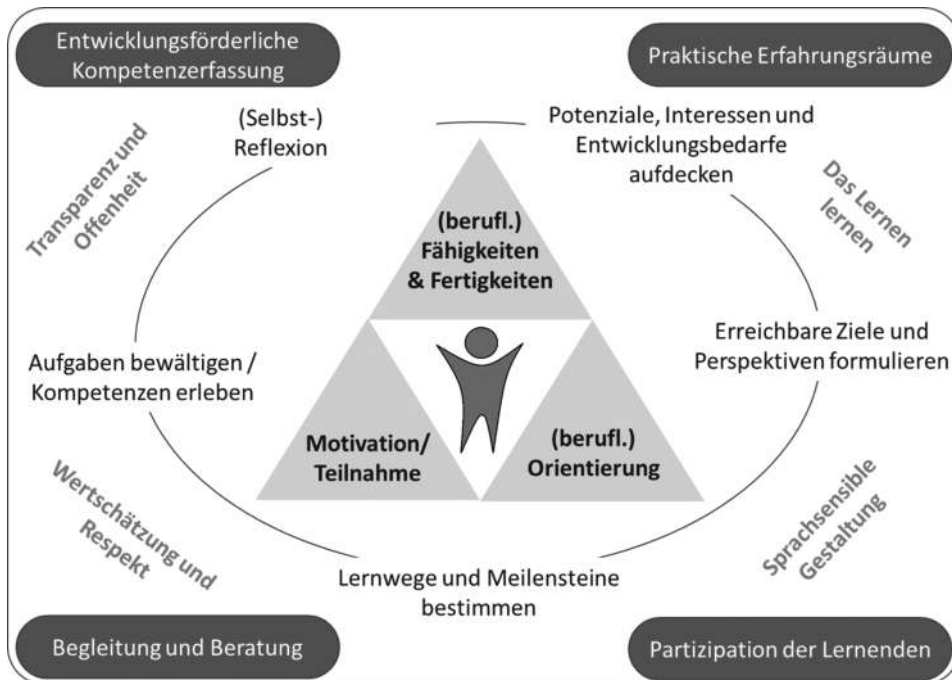 Entwicklungsförderliche
Kompetenzerfassung
Praktische Erfahrungsräume
(Selbst-)
Reflexion
Potenziale, Interessen und
Entwicklungsbedarfe
aufdecken
Transparenz und
Offenheit
Das Lernen
lernen
(berufl.)
Fähigkeiten
& Fertigkeiten
Aufgaben bewältigen /
Kompetenzen erleben
Erreichbare Ziele und
Perspektiven formulieren
Motivation/
Teilnahme
(berufl.)
Orientierung
Wertschätzung und
Respekt
Sprachsensible
Gestaltung
Lernwege und Meilensteine
bestimmen
Begleitung und Beratung
Partizipation der Lernenden